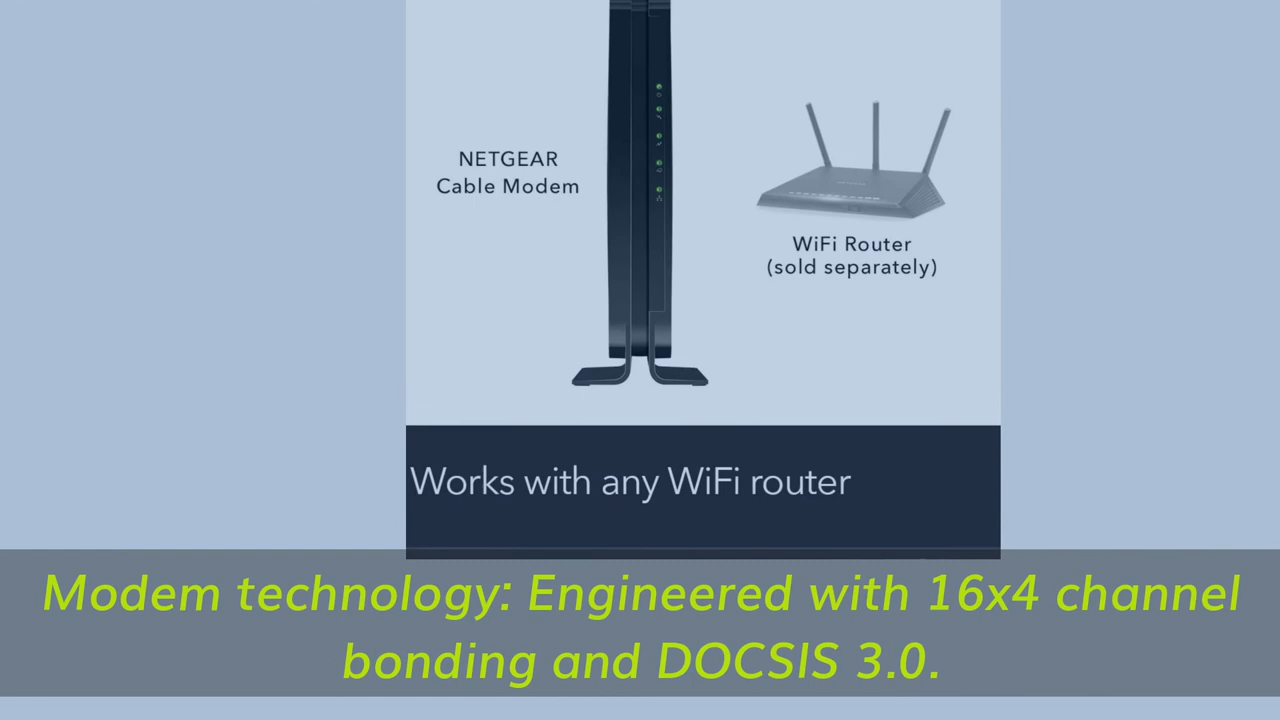 NETGEAR
Cable Modem
WiFi Router
(sold separately)
Works with any WiFi router
Modem technology: Engineered with 16x4 channel
bonding and DOCSIS 3.0.